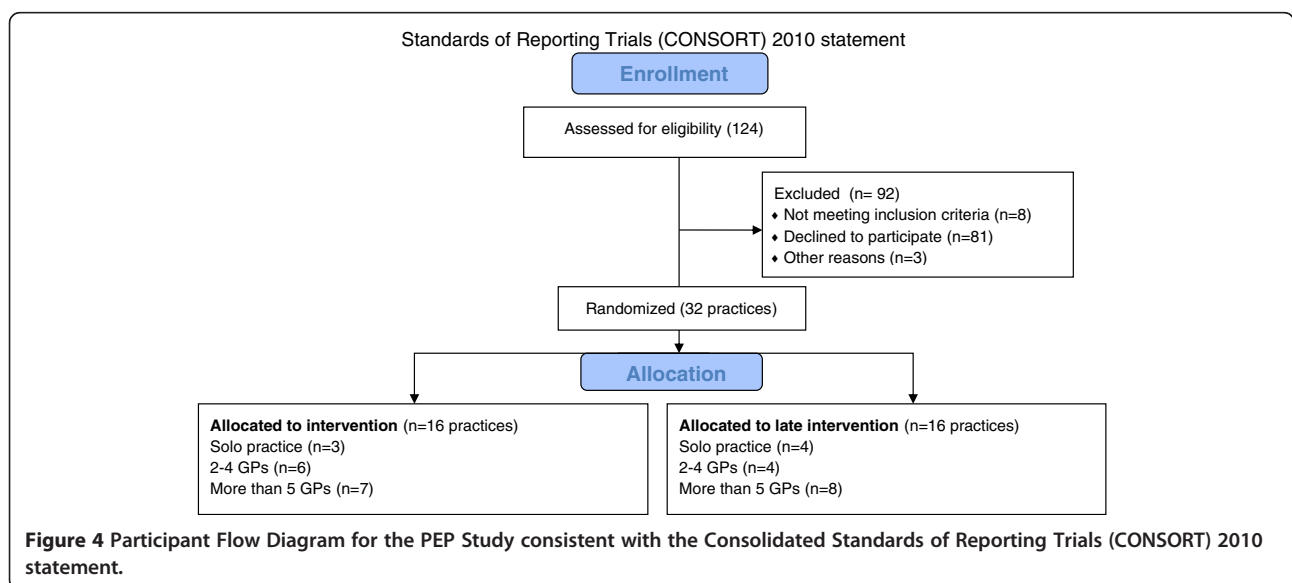 Standards of Reporting Trials (CONSORT) 2010 statement
Enrollment
Assessed for eligibility (124)
Excluded (n= 92)
♦ Not meeting inclusion criteria (n=8)
♦ Declined to participate (n=81)
♦ Other reasons (n=3)
Randomized (32 practices)
Allocation
Allocated to intervention (n=16 practices)
Solo practice (n=3)
2-4 GPs (n=6)
More than 5 GPs (n=7)
Allocated to late intervention (n=16 practices)
Solo practice (n=4)
2-4 GPs (n=4)
More than 5 GPs (n=8)
Figure 4 Participant Flow Diagram for the PEP Study consistent with the Consolidated Standards of Reporting Trials (CONSORT) 2010
statement.